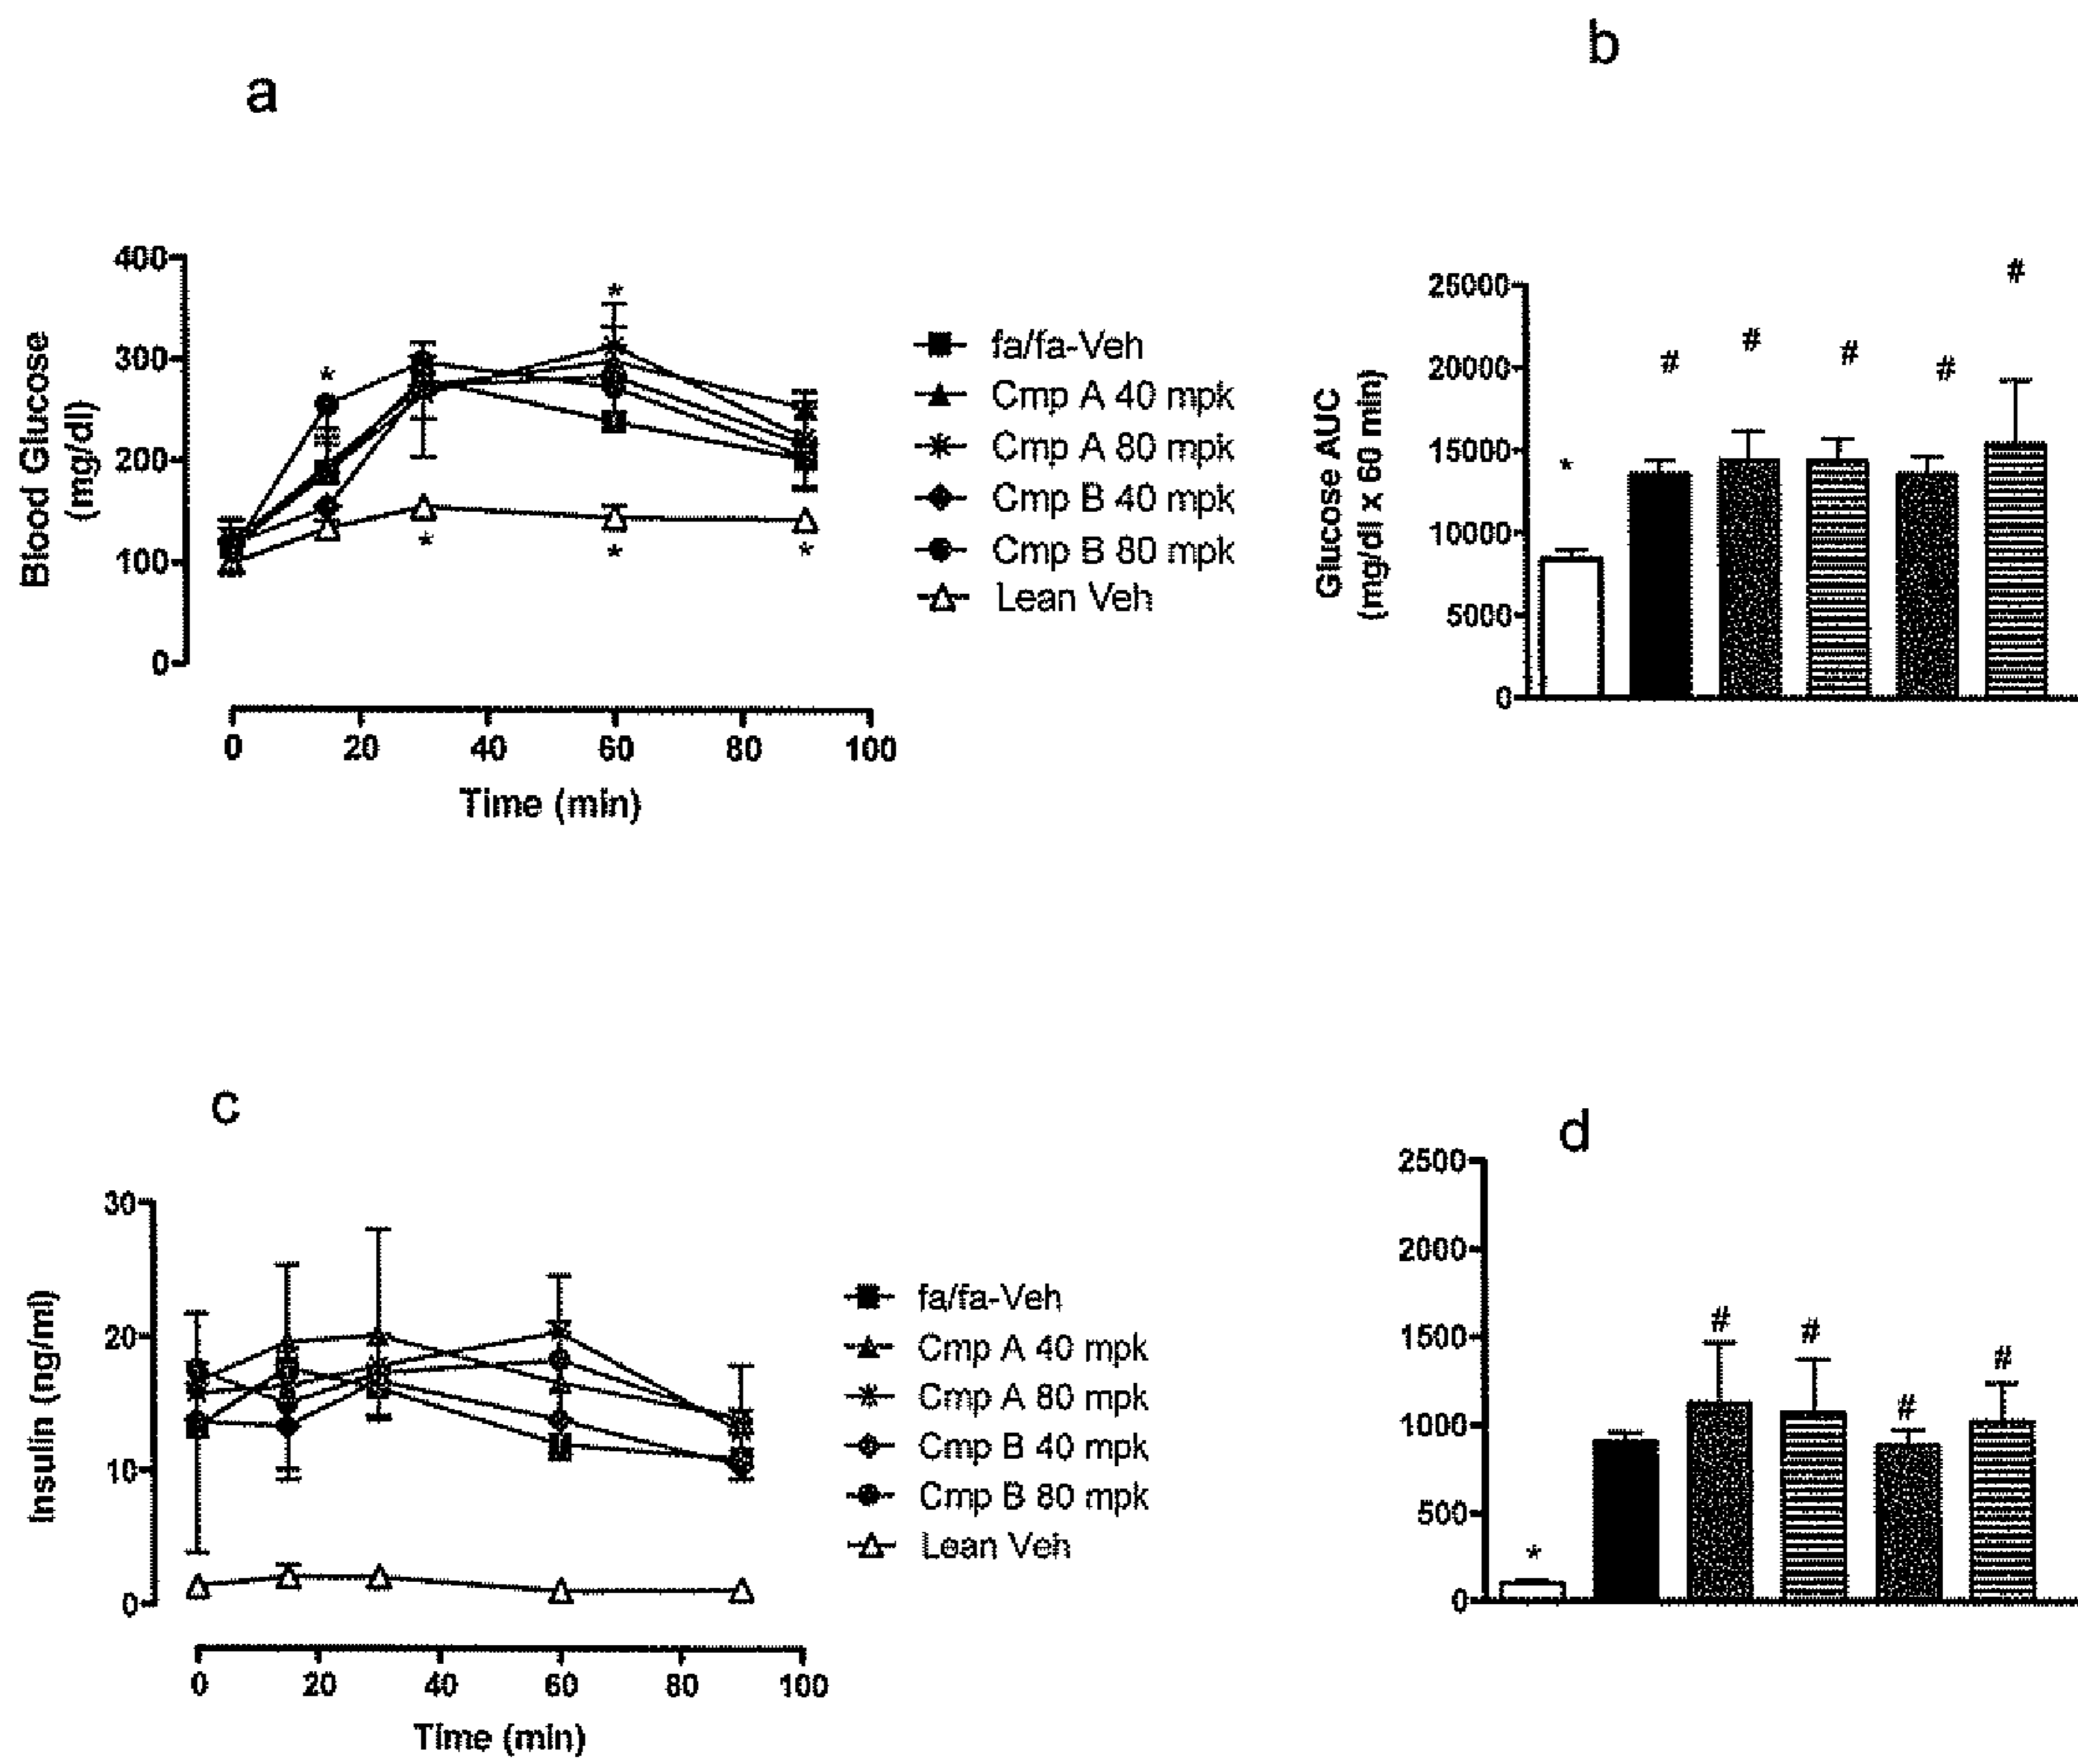 a
400
300
200
100
0
Blood Glucose
(mg/dl)
*
*
*
*
*
0 20 40 60 80 100
Time (min)
fa/fa-Veh
Cmp A 40 mpk
Cmp A 80 mpk
Cmp B 40 mpk
Cmp B 80 mpk
Lean Veh
b
25000
20000
15000
10000
5000
0
Glucose AUC
(mg/dl x 60 min)
* # # # # #
c
30
20
10
0
Insulin (ng/ml)
0 20 40 60 80 100
Time (min)
fa/fa-Veh
Cmp A 40 mpk
Cmp A 80 mpk
Cmp B 40 mpk
Cmp B 80 mpk
Lean Veh
d
2500
2000
1500
1000
500
0
* # # # #